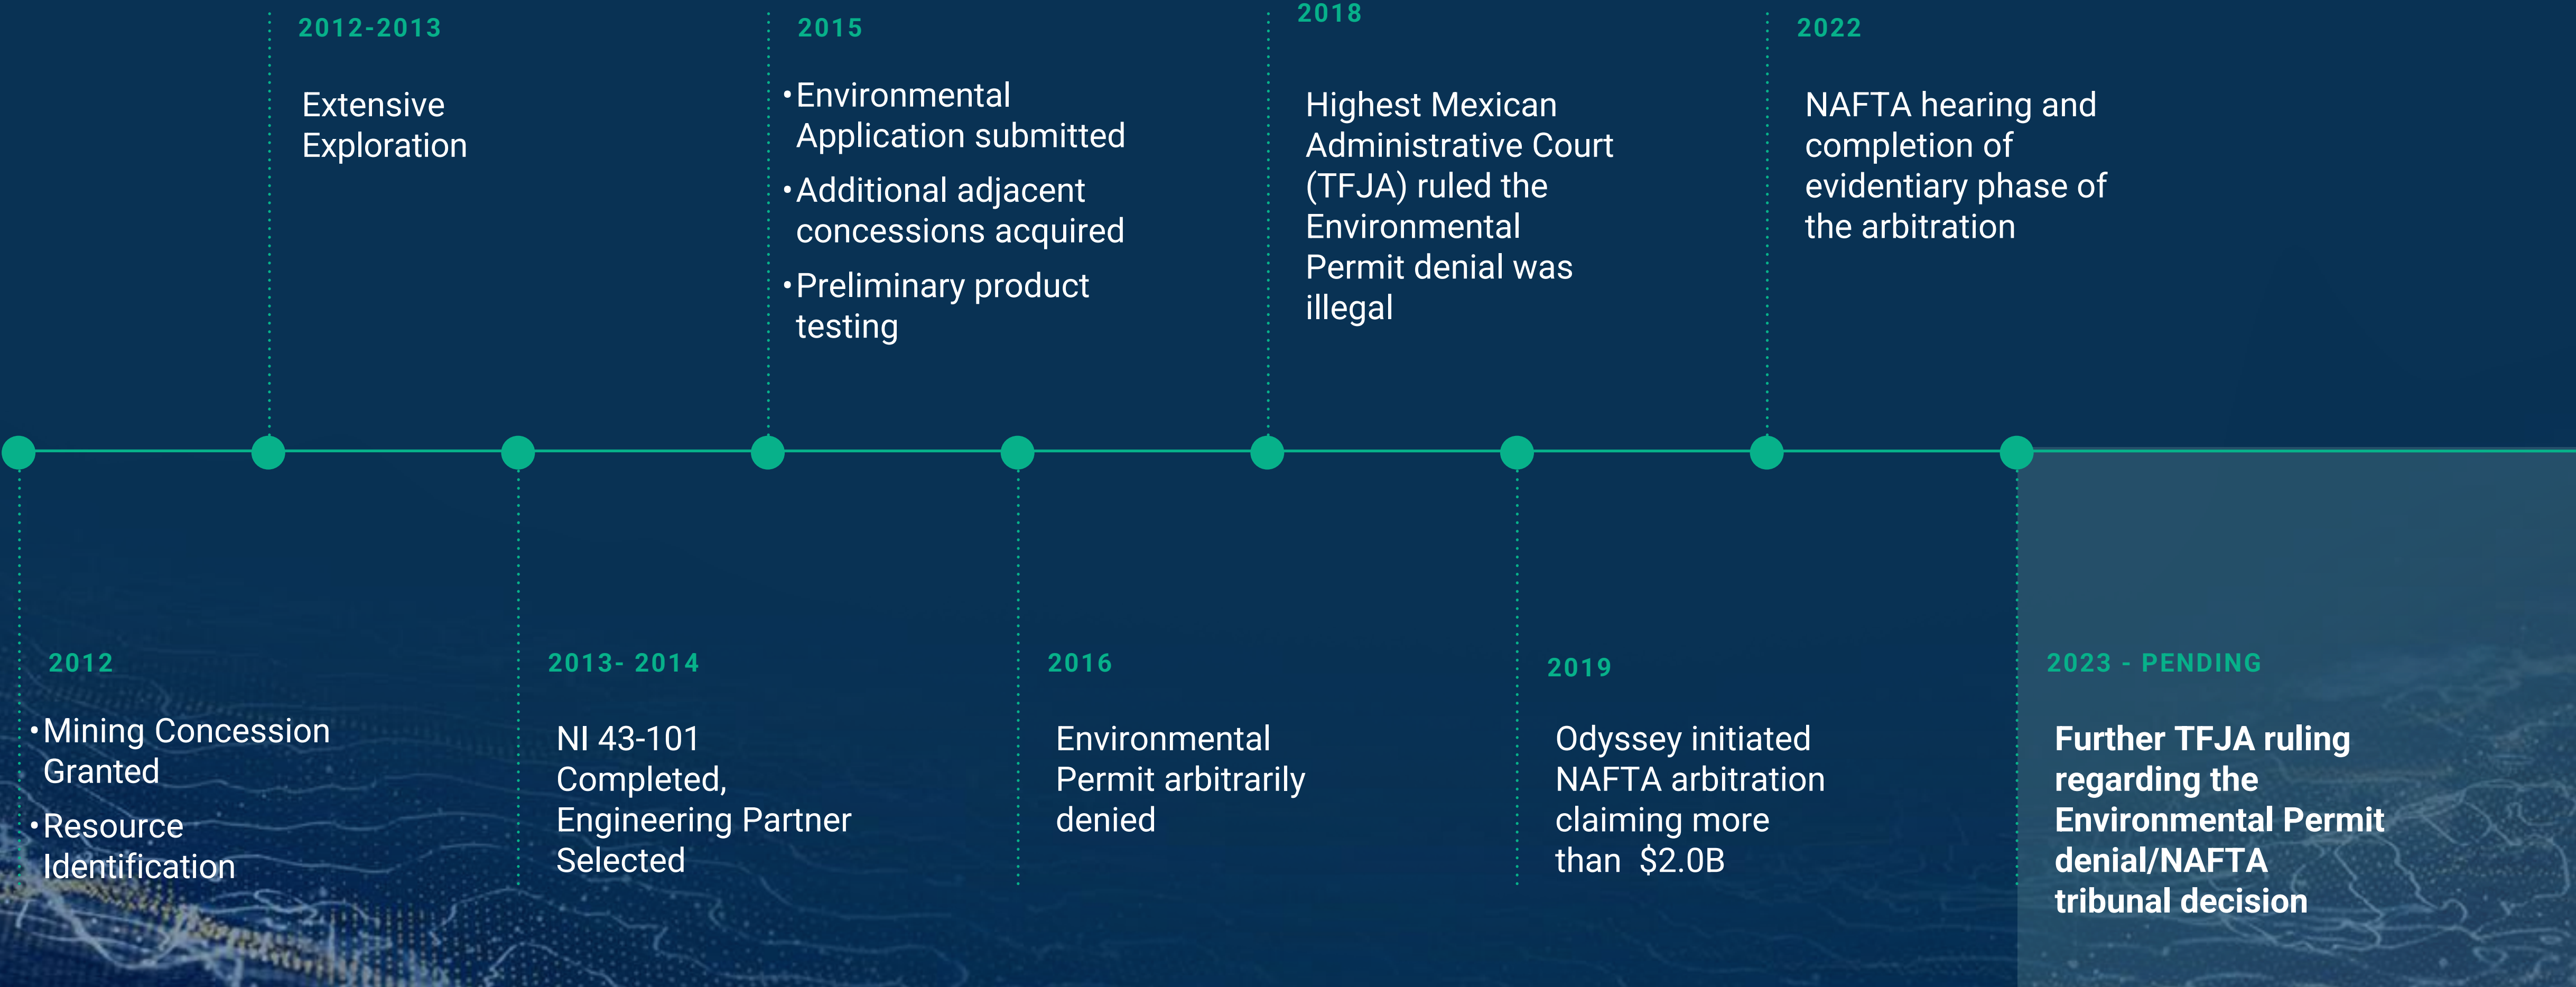 2012-2013
Extensive
Exploration
2015
•Environmental
Application submitted
•Additional adjacent
concessions acquired
•Preliminary product
testing
2018
Highest Mexican
Administrative Court
(TFJA) ruled the
Environmental
Permit denial was
illegal
2022
NAFTA hearing and
completion of
evidentiary phase of
the arbitration
2012
•Mining Concession
Granted
•Resource
Identification
2013- 2014
NI 43-101
Completed,
Engineering Partner
Selected
2016
Environmental
Permit arbitrarily
denied
2019
Odyssey initiated
NAFTA arbitration
claiming more
than  $2.0B
2023 - PENDING
Further TFJA ruling
regarding the
Environmental Permit
denial/NAFTA
tribunal decision